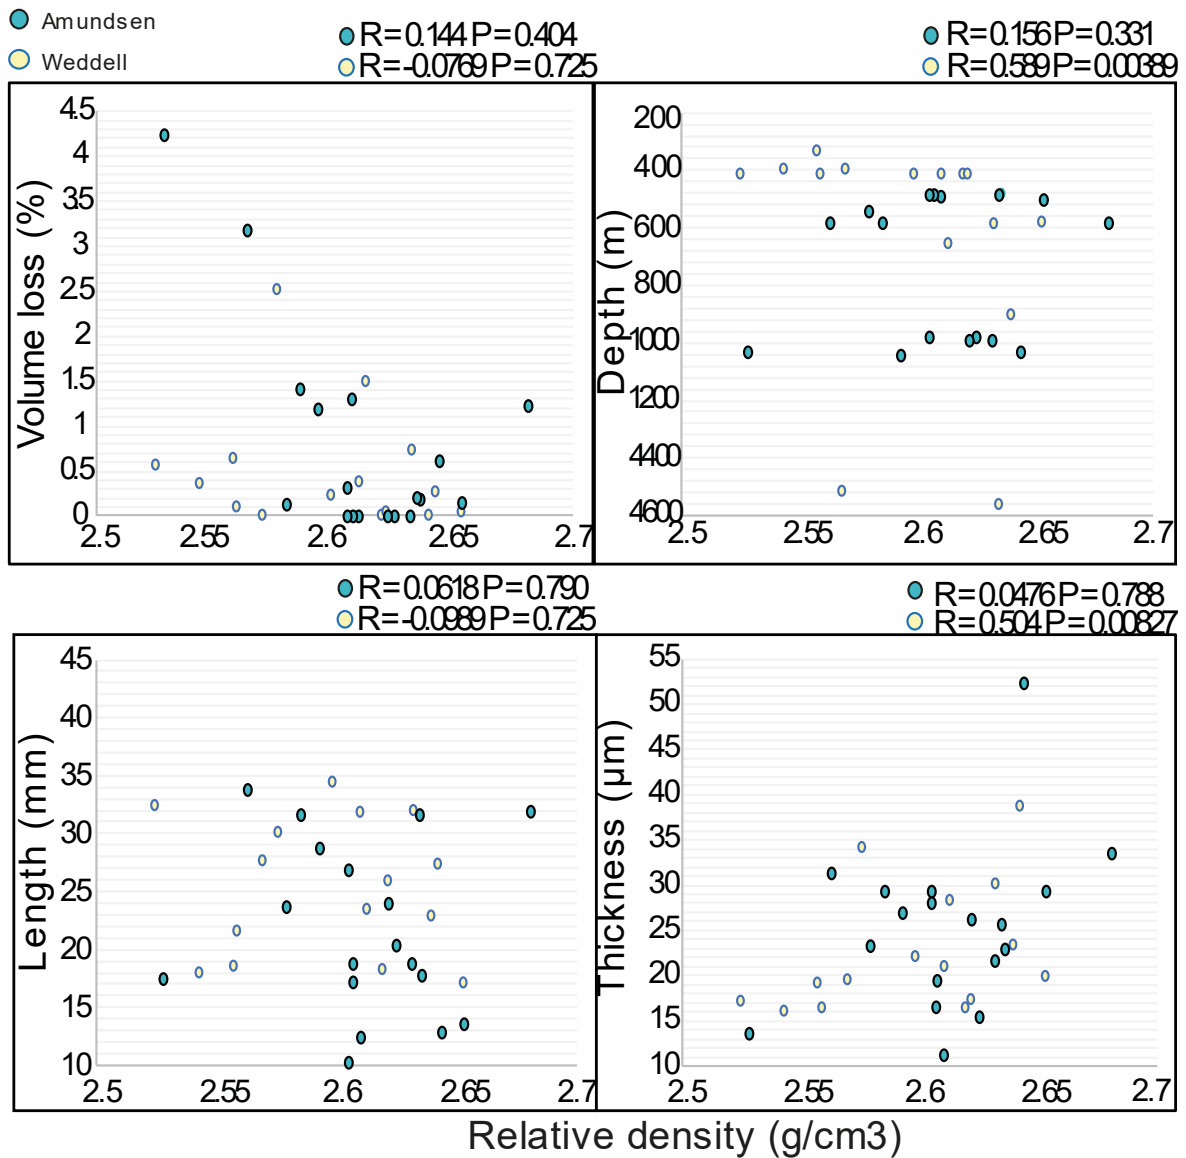 Amundsen
Weddell
R=0.144 P=0.404
R=-0.0769 P=0.725
R=0.156 P=0.331
R=0.589 P=0.00389
Volume loss (%)
4.5
4
3.5
3
2.5
2
1.5
1
0.5
0
2.5 2.55 2.6 2.65 2.7
Depth (m)
200
400
600
800
1000
1200
4400
4600
2.5 2.55 2.6 2.65 2.7
R=0.0618 P=0.790
R=-0.0989 P=0.725
R=0.0476 P=0.788
R=0.504 P=0.00827
Length (mm)
45
40
35
30
25
20
15
10
2.5 2.55 2.6 2.65 2.7
Thickness (µm)
55
50
45
40
35
30
25
20
15
10
2.5 2.55 2.6 2.65 2.7
Relative density (g/cm3)